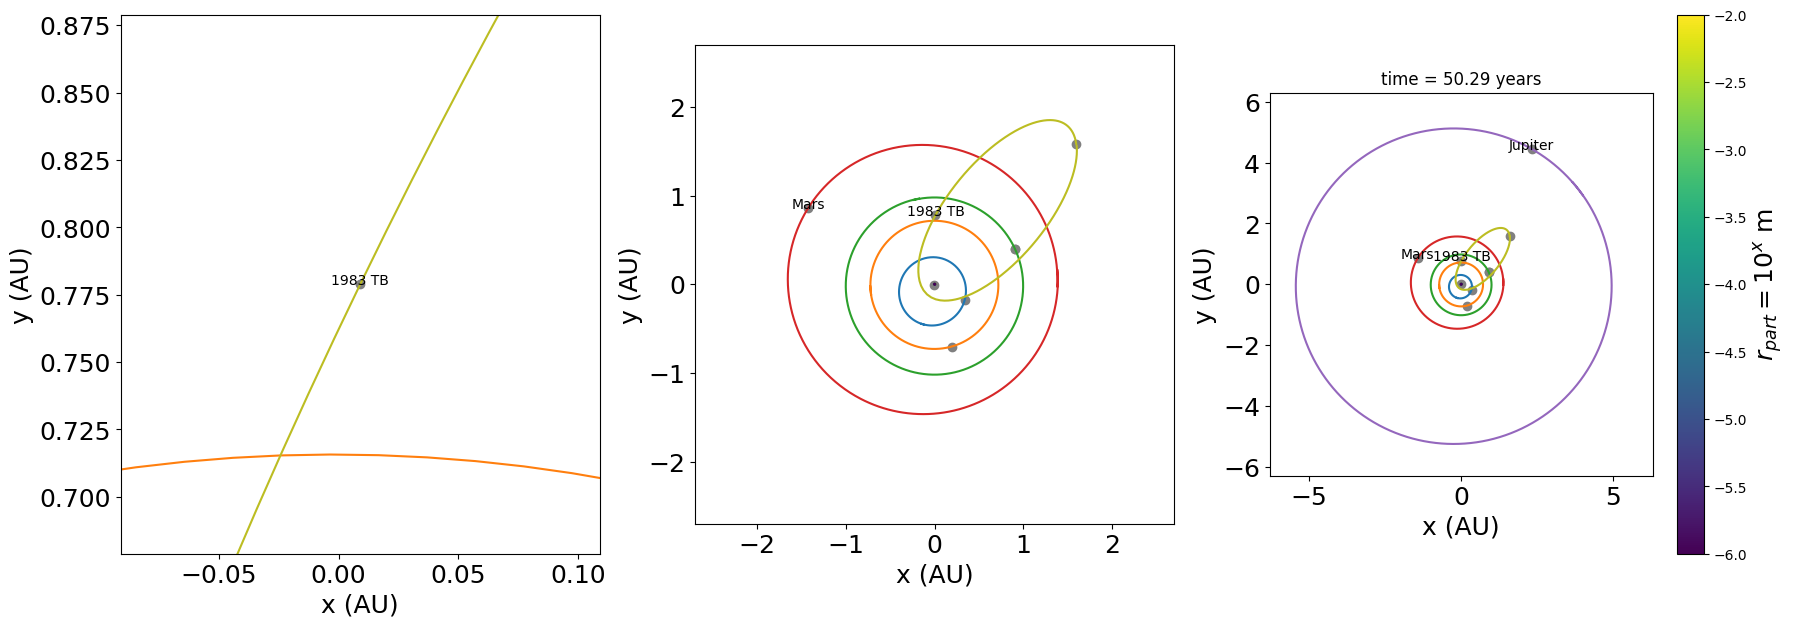 0.875
0.850
0.825
0.800
0.775
0.750
0.725
0.700
y (AU)
1983 TB
−0.05 0.00 0.05 0.10
x (AU)
2
1
0
−1
−2
y (AU)
Mars
1983 TB
−2 −1 0 1 2
x (AU)
time = 50.29 years
6
4
2
0
−2
−4
−6
y (AU)
Jupiter
Mars
1983 TB
−5 0 5
x (AU)
−2.0
−2.5
−3.0
−3.5
−4.0
−4.5
−5.0
−5.5
−6.0
r_{part} = 10^x m